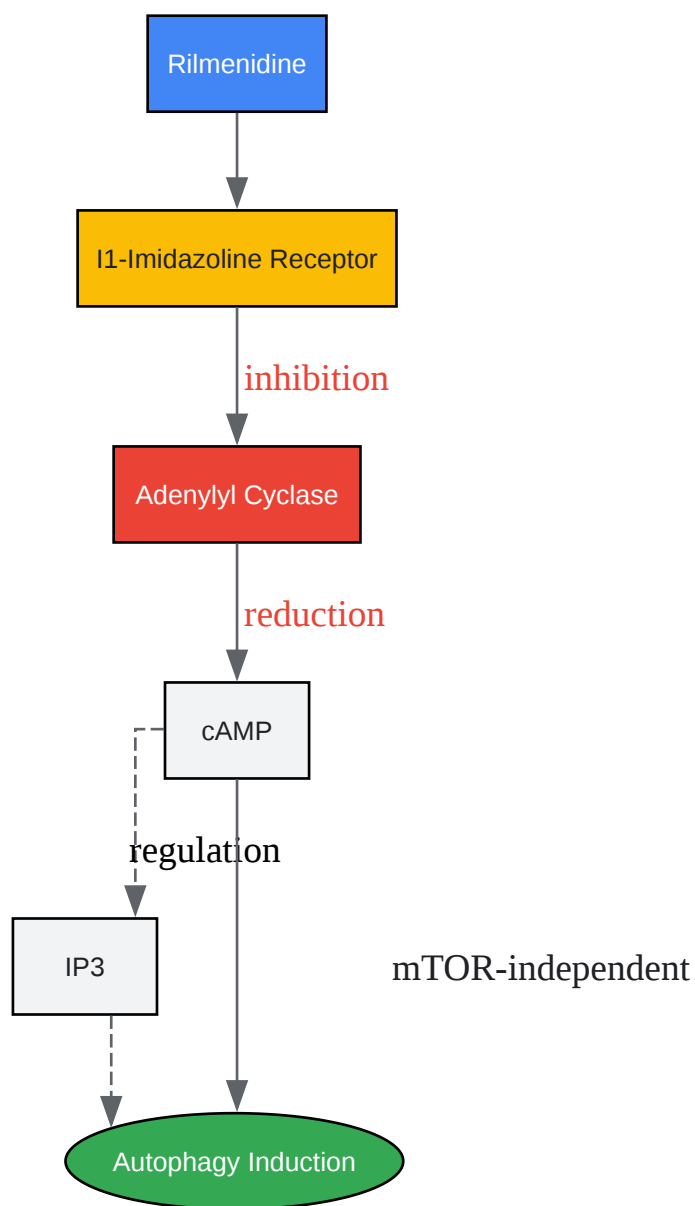 Rilmenidine
I1-Imidazoline Receptor
inhibition
Adenylyl Cyclase
reduction
cAMP
regulation
IP3
mTOR-independent
Autophagy Induction